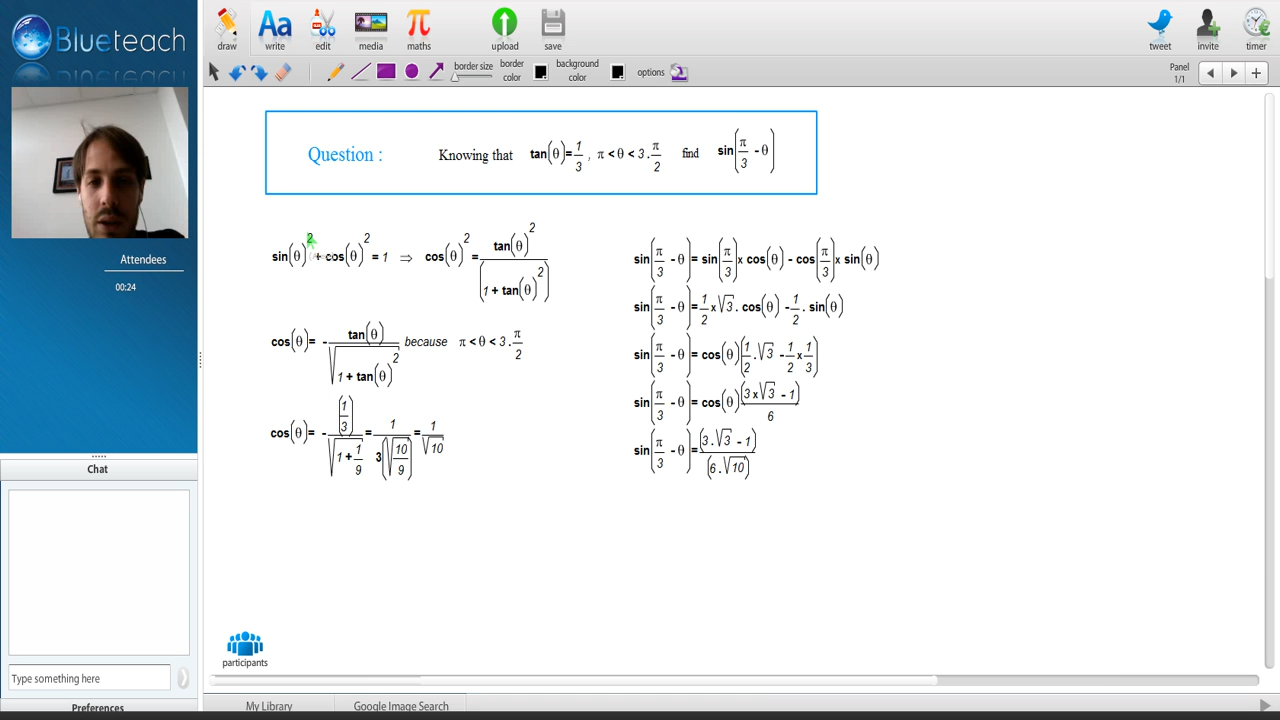 Blueteach
draw
write
edit
media
maths
upload
save
tweet
invite
timer
border size
border color
background color
options
Panel
1/1
Question :
Knowing that tan(θ)=1/3 , π < θ < 3.π/2 find sin(π/3 - θ)
sin(θ)^2 + cos(θ)^2 = 1 ⇒ cos(θ)^2 = tan(θ)^2/(1 + tan(θ)^2)
cos(θ)= - tan(θ)/√(1 + tan(θ)^2) because π < θ < 3.π/2
cos(θ)= - (1/3)/√(1 + 1/9) = 1/(3(√(10/9))) = 1/√10
sin(π/3 - θ)= sin(π/3)x cos(θ) - cos(π/3)x sin(θ)
sin(π/3 - θ)= 1/2 x √3 . cos(θ) - 1/2 . sin(θ)
sin(π/3 - θ)= cos(θ)(1/2 . √3 - 1/2 x 1/3)
sin(π/3 - θ)= cos(θ) (3 x √3 - 1)/6
sin(π/3 - θ)= (3 . √3 - 1)/(6 . √10)
Attendees
00:24
Chat
Type something here
Preferences
participants
My Library
Google Image Search